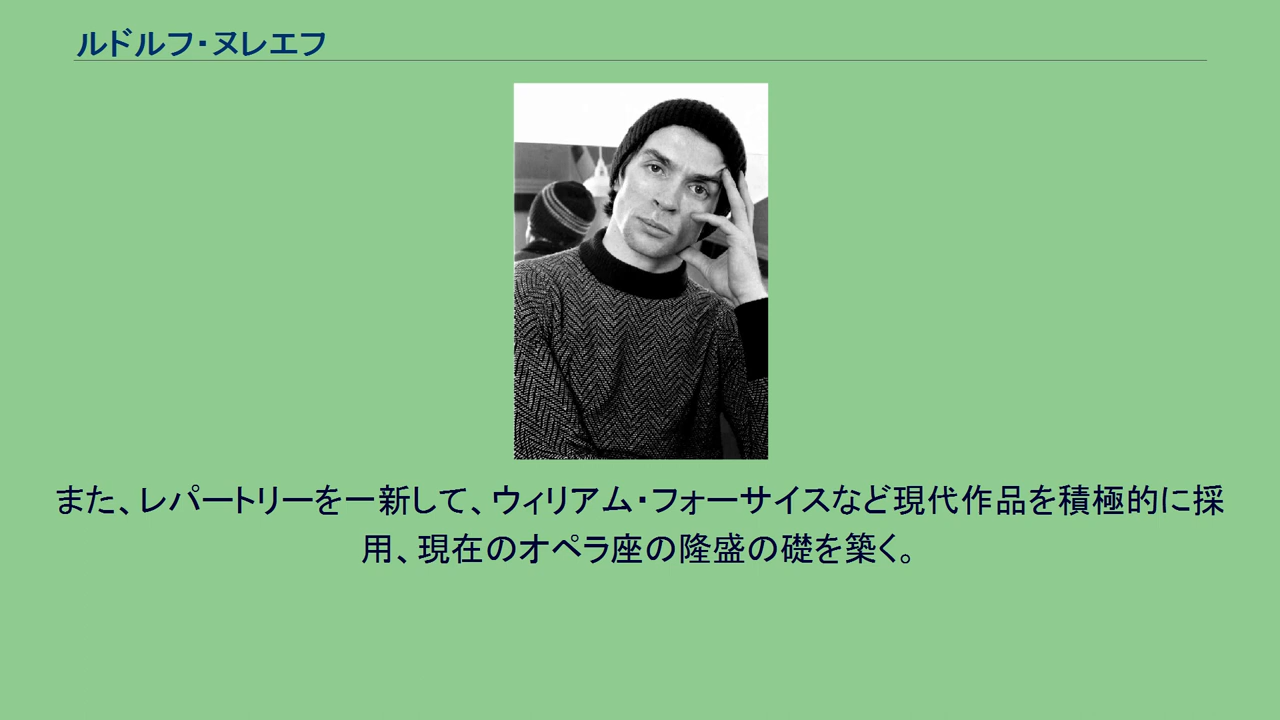 ルドルフ・ヌレエフ
また、レパートリーを一新して、ウィリアム・フォーサイスなど現代作品を積極的に採
用、現在のオペラ座の隆盛の礎を築く。